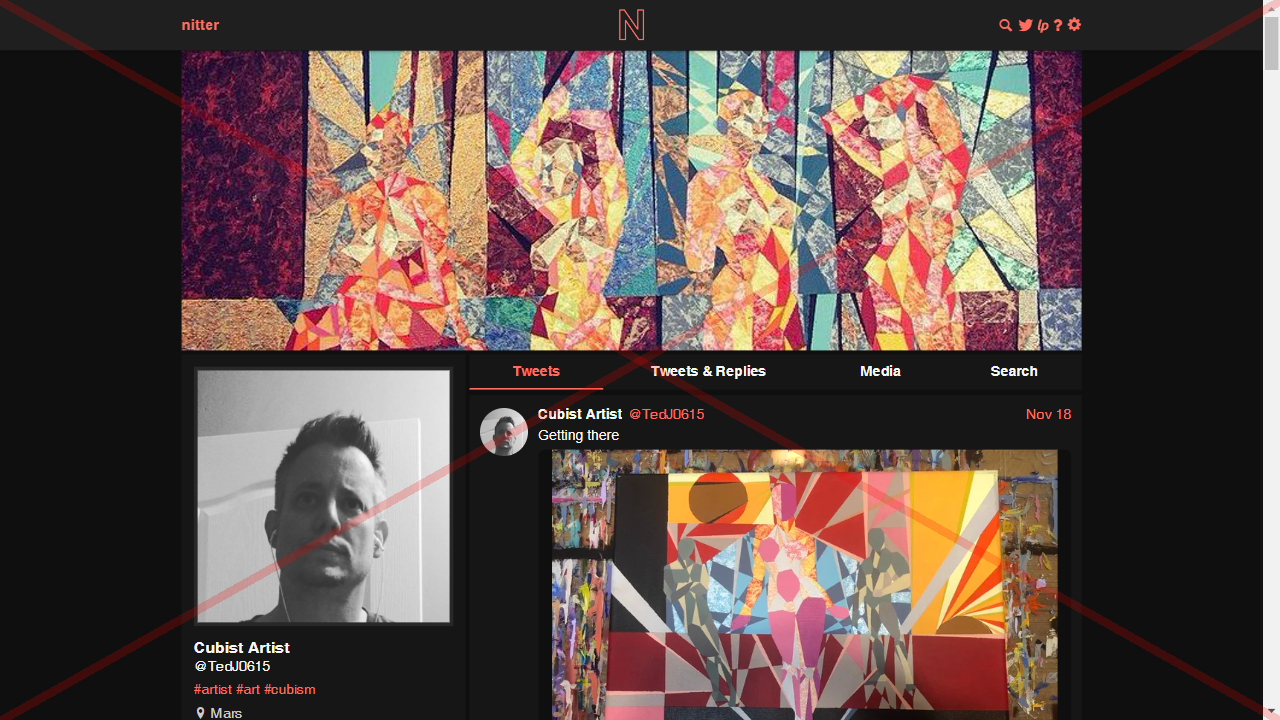 nitter
N
lp ?
Tweets Tweets & Replies Media Search
Cubist Artist @TedJ0615 Nov 18
Getting there
Cubist Artist
@TedJ0615
#artist #art #cubism
Mars